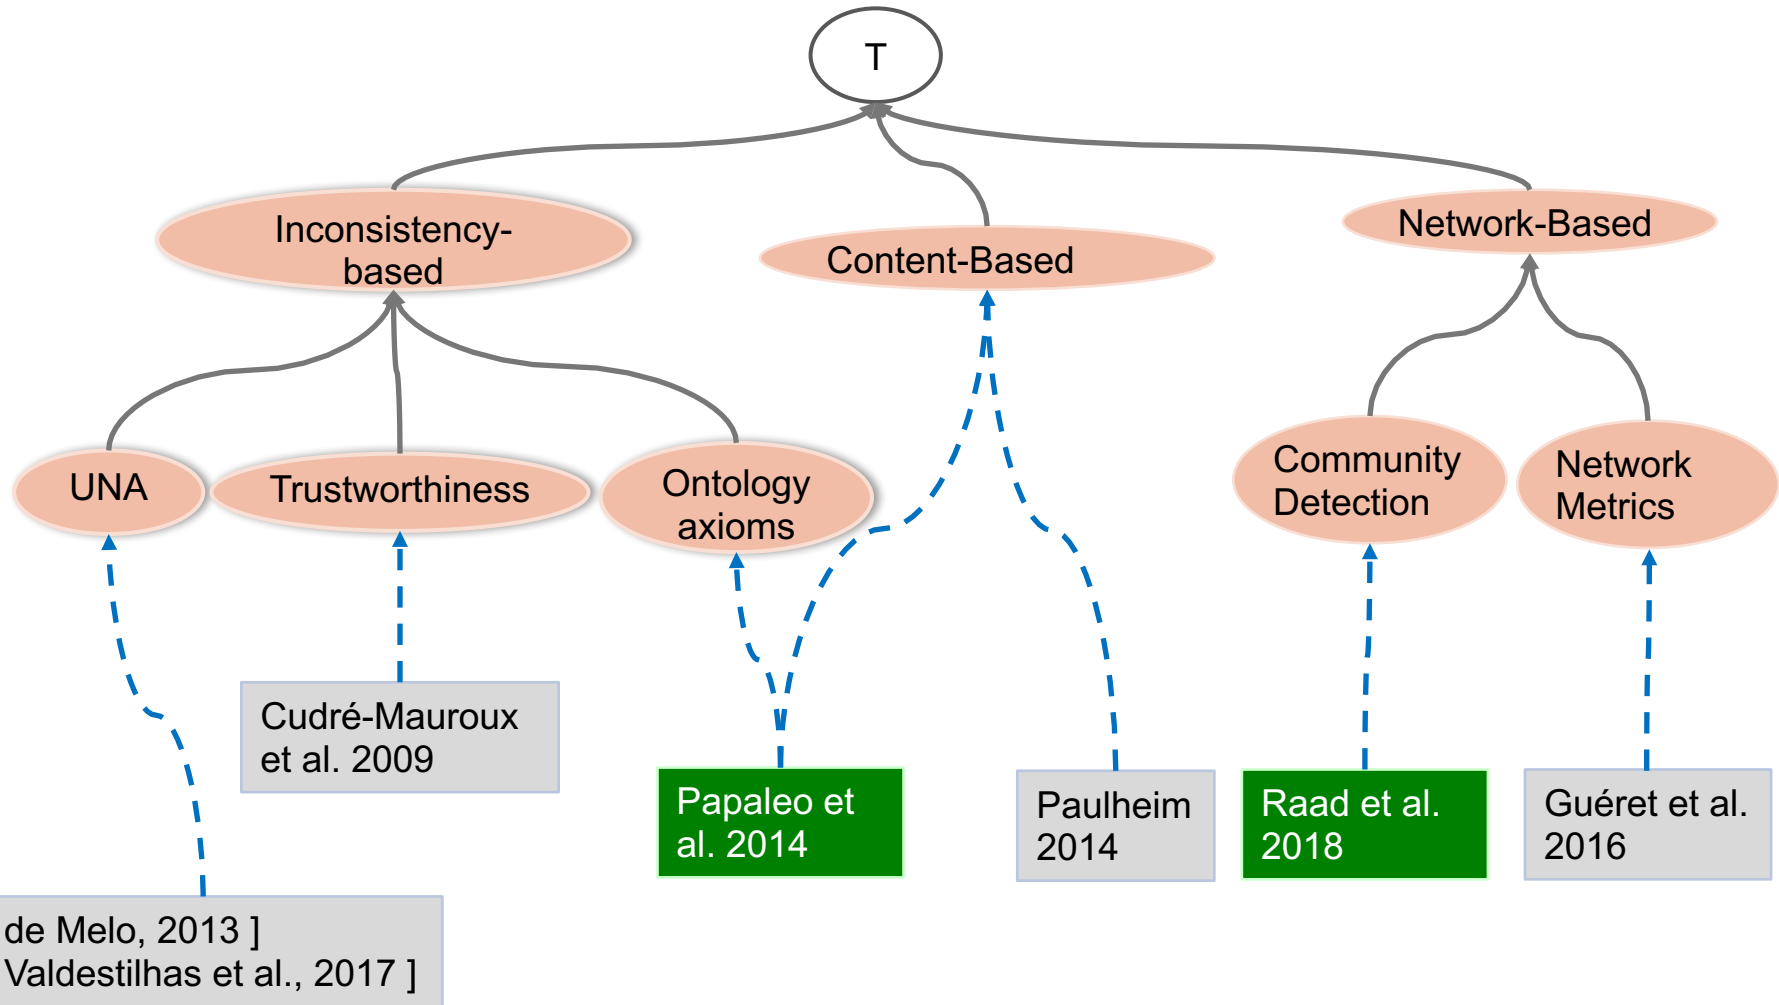 T
Inconsistency-
based
Content-Based
Network-Based
UNA
Trustworthiness
Ontology
axioms
Community
Detection
Network
Metrics
Cudré-Mauroux
et al. 2009
Papaleo et
al. 2014
Paulheim
2014
Raad et al.
2018
Guéret et al.
2016
de Melo, 2013 ]
Valdestilhas et al., 2017 ]